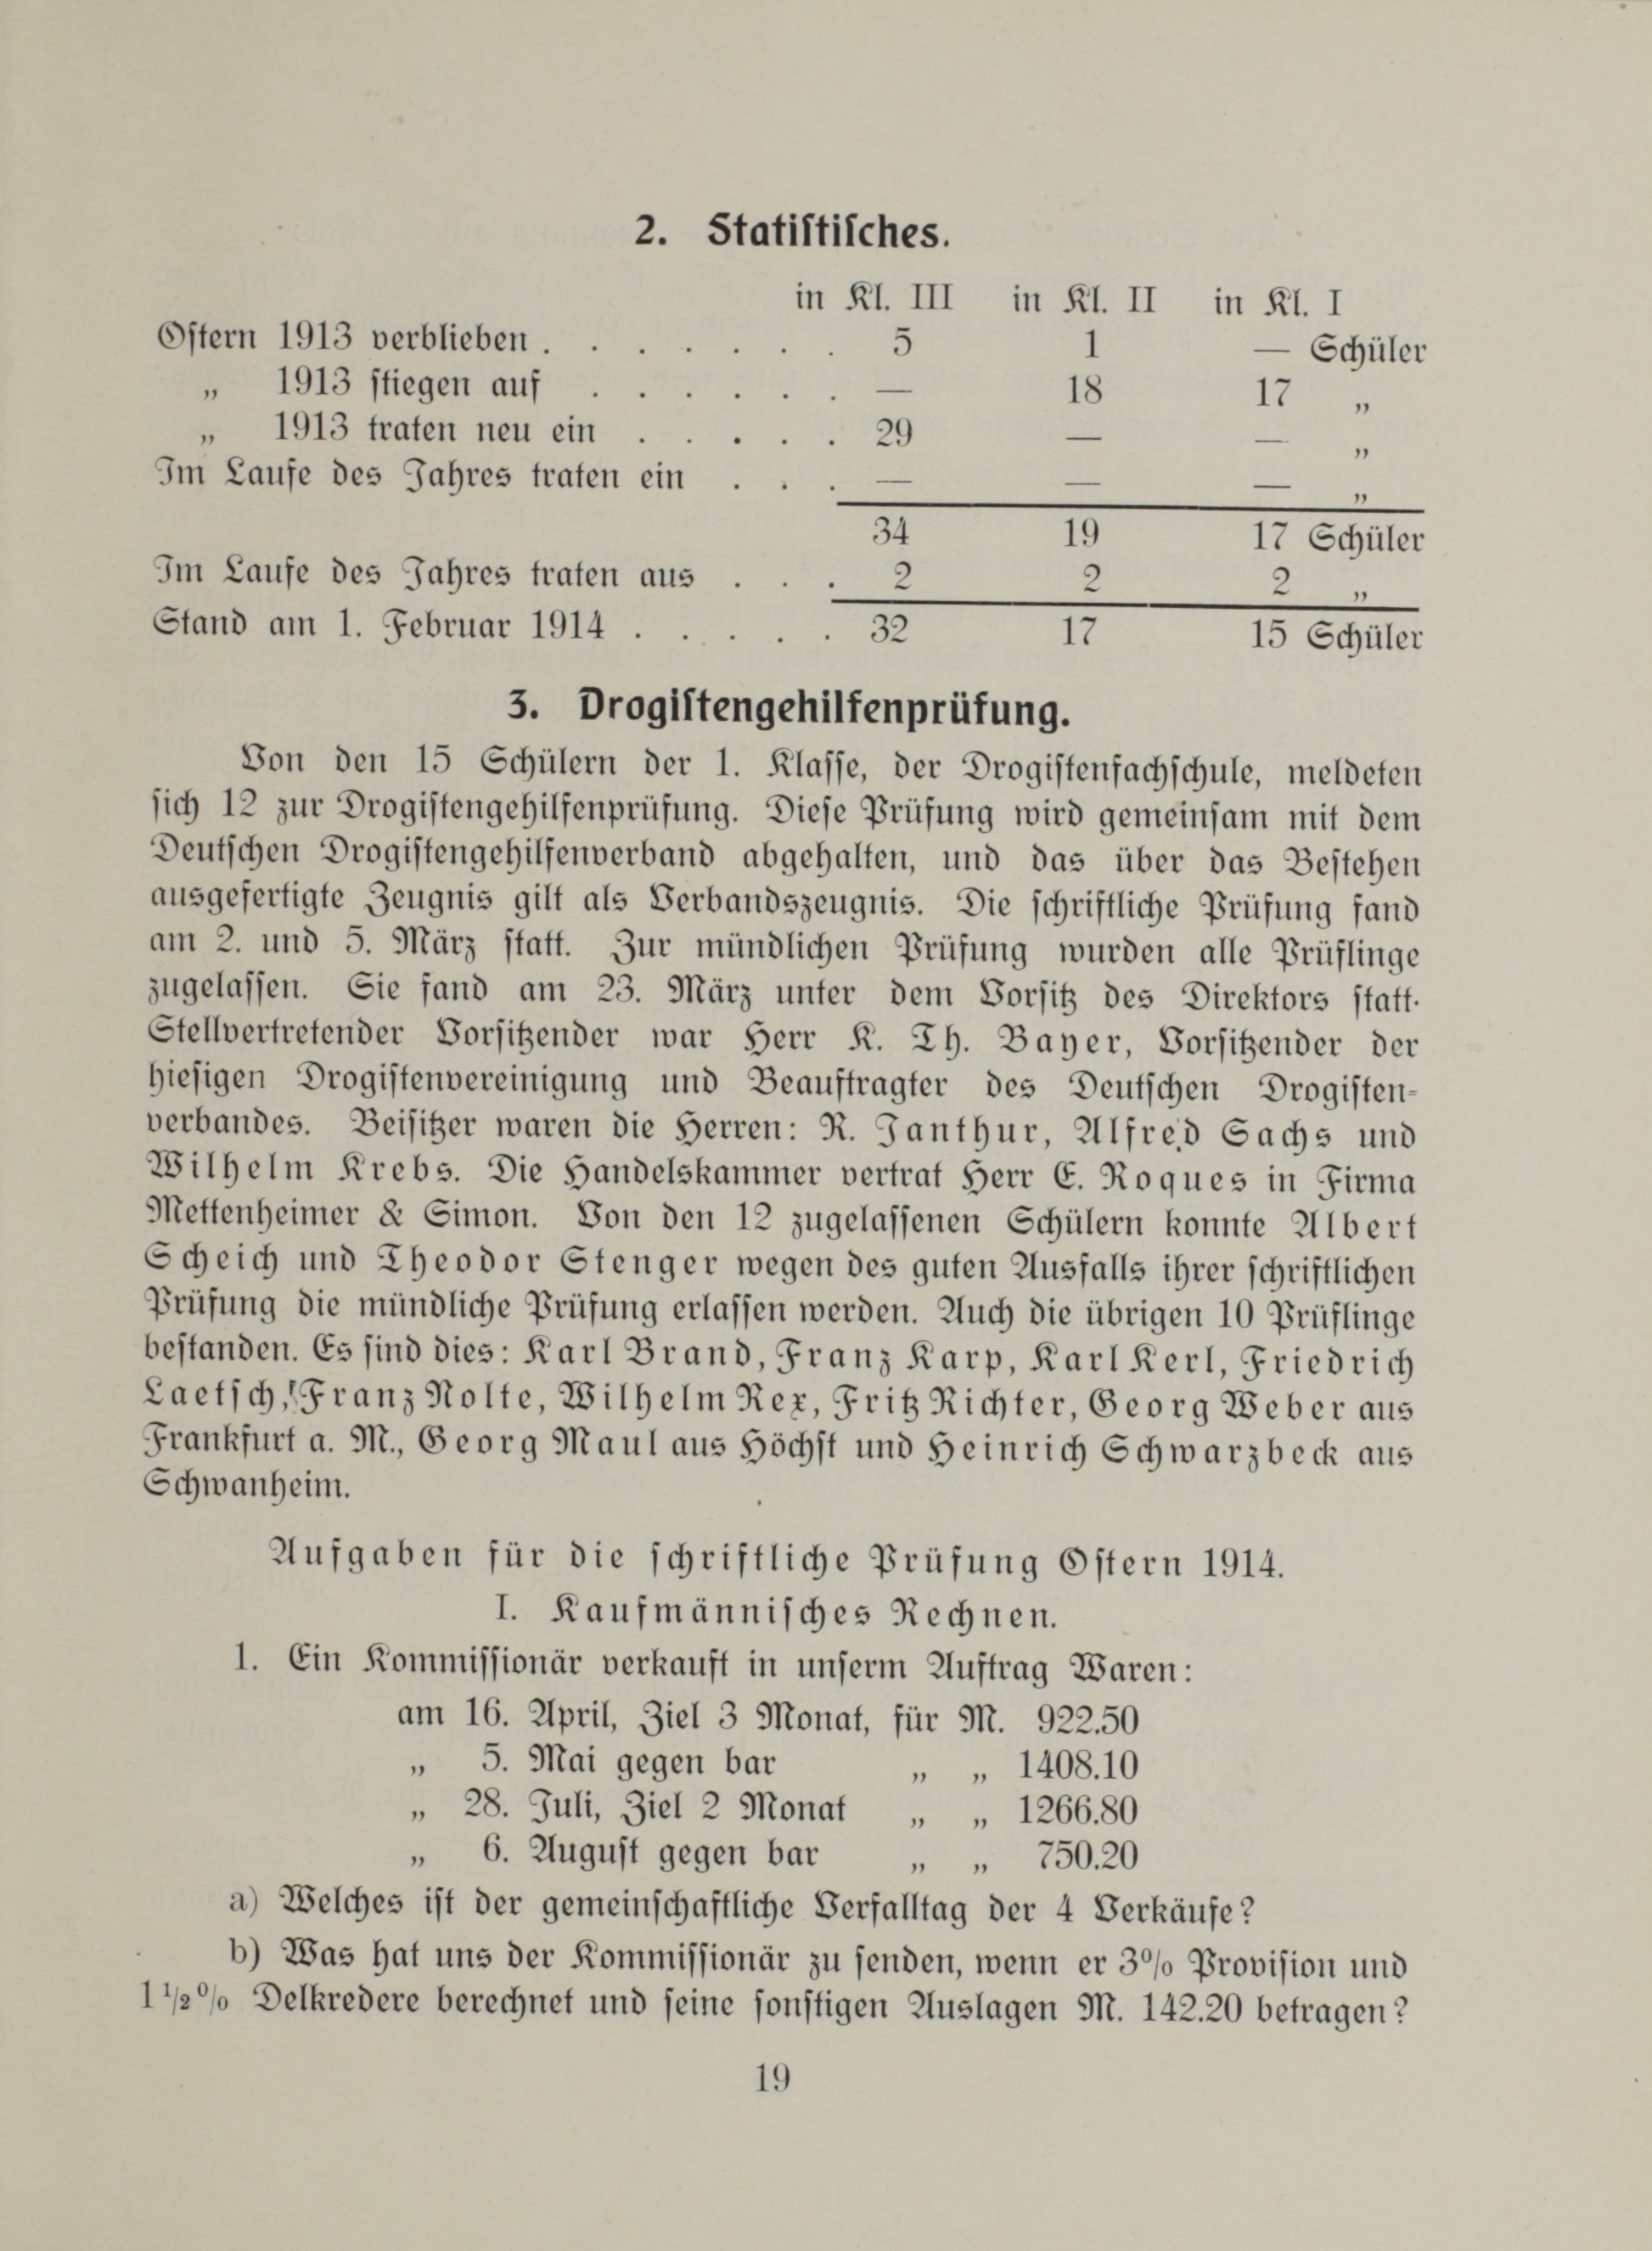 2. Statiſtiſches.
in Kl. III in Kl. II in Kl. I
Oſtern 1913 verblieben . . . . . . . 5 1 — Schüler
„ 1913 ſtiegen auf . . . . . . — 18 17 „
„ 1913 traten neu ein . . . . . 29 — — „
Im Laufe des Jahres traten ein . . . — — — „
34 19 17 Schüler
Im Laufe des Jahres traten aus . . . 2 2 2 „
Stand am 1. Februar 1914 . . . . . 32 17 15 Schüler
3. Drogiſtengehilfenprüfung.
Von den 15 Schülern der 1. Klaſſe, der Drogiſtenfachſchule, meldeten
ſich 12 zur Drogiſtengehilfenprüfung. Dieſe Prüfung wird gemeinſam mit dem
Deutſchen Drogiſtengehilfenverband abgehalten, und das über das Beſtehen
ausgefertigte Zeugnis gilt als Verbandszeugnis. Die ſchriftliche Prüfung fand
am 2. und 5. März ſtatt. Zur mündlichen Prüfung wurden alle Prüflinge
zugelaſſen. Sie fand am 23. März unter dem Vorſitz des Direktors ſtatt.
Stellvertretender Vorſitzender war Herr K. Th. Bayer, Vorſitzender der
hieſigen Drogiſtenvereinigung und Beauftragter des Deutſchen Drogiſten-
verbandes. Beiſitzer waren die Herren: R. Janthur, Alfred Sachs und
Wilhelm Krebs. Die Handelskammer vertrat Herr E. Roques in Firma
Mettenheimer & Simon. Von den 12 zugelaſſenen Schülern konnte Albert
Scheich und Theodor Stenger wegen des guten Ausfalls ihrer ſchriftlichen
Prüfung die mündliche Prüfung erlaſſen werden. Auch die übrigen 10 Prüflinge
beſtanden. Es ſind dies: Karl Brand, Franz Karp, Karl Kerl, Friedrich
Laetſch, Franz Nolte, Wilhelm Rex, Fritz Richter, Georg Weber aus
Frankfurt a. M., Georg Maul aus Höchſt und Heinrich Schwarzbeck aus
Schwanheim.
Aufgaben für die ſchriftliche Prüfung Oſtern 1914.
I. Kaufmänniſches Rechnen.
1. Ein Kommiſſionär verkauft in unſerm Auftrag Waren:
am 16. April, Ziel 3 Monat, für M. 922.50
„ 5. Mai gegen bar „ „ 1408.10
„ 28. Juli, Ziel 2 Monat „ „ 1266.80
„ 6. Auguſt gegen bar „ „ 750.20
a) Welches iſt der gemeinſchaftliche Verfalltag der 4 Verkäufe?
b) Was hat uns der Kommiſſionär zu ſenden, wenn er 3% Proviſion und
1 1/2% Delkredere berechnet und ſeine ſonſtigen Auslagen M. 142.20 betragen?
19